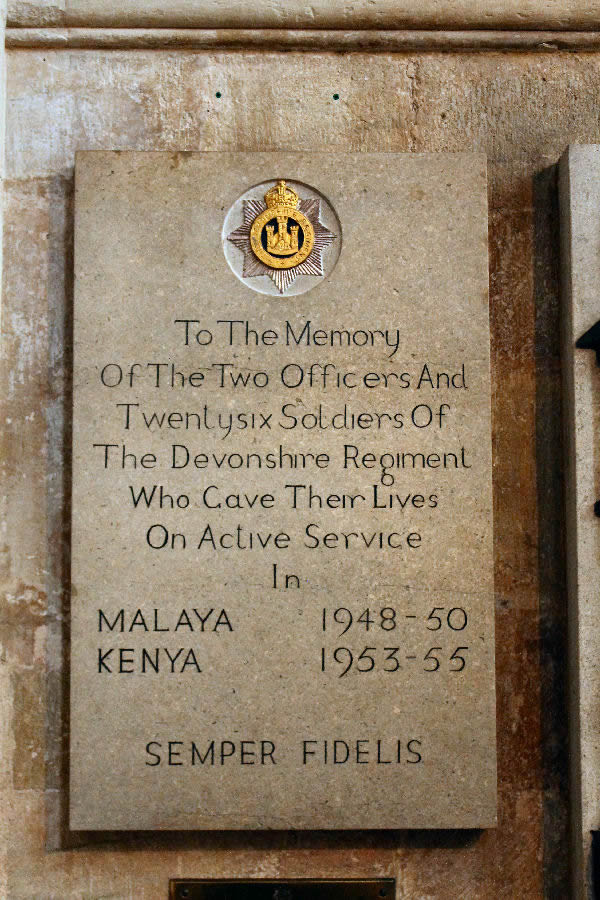 To The Memory
Of The Two Officers And
Twentysix Soldiers Of
The Devonshire Regiment
Who Gave Their Lives
On Active Service
In
MALAYA 1948-50
KENYA 1953-55
SEMPER FIDELIS